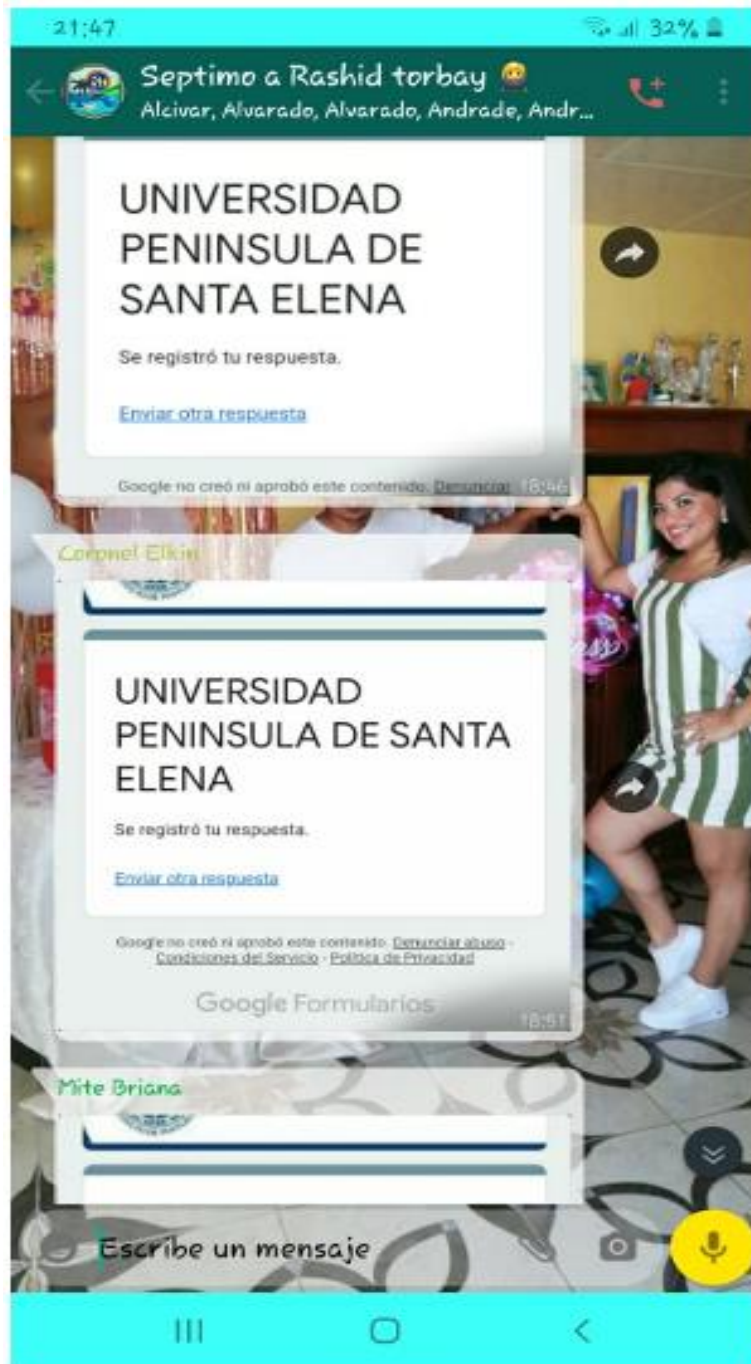 21:47
32%
Septimo a Rashid torbay
Alcivar, Alvarado, Alvarado, Andrade, Andr...
UNIVERSIDAD
PENINSULA DE
SANTA ELENA
Se registró tu respuesta.
Enviar otra respuesta
Google no creó ni aprobó este contenido. Denunciar
18:46
Coronel Elkin
UNIVERSIDAD
PENINSULA DE SANTA
ELENA
Se registró tu respuesta.
Enviar otra respuesta
Google no creó ni aprobó este contenido. Denunciar abuso -
Condiciones del Servicio - Política de Privacidad
Google Formularios
18:51
Mite Briana
Escribe un mensaje